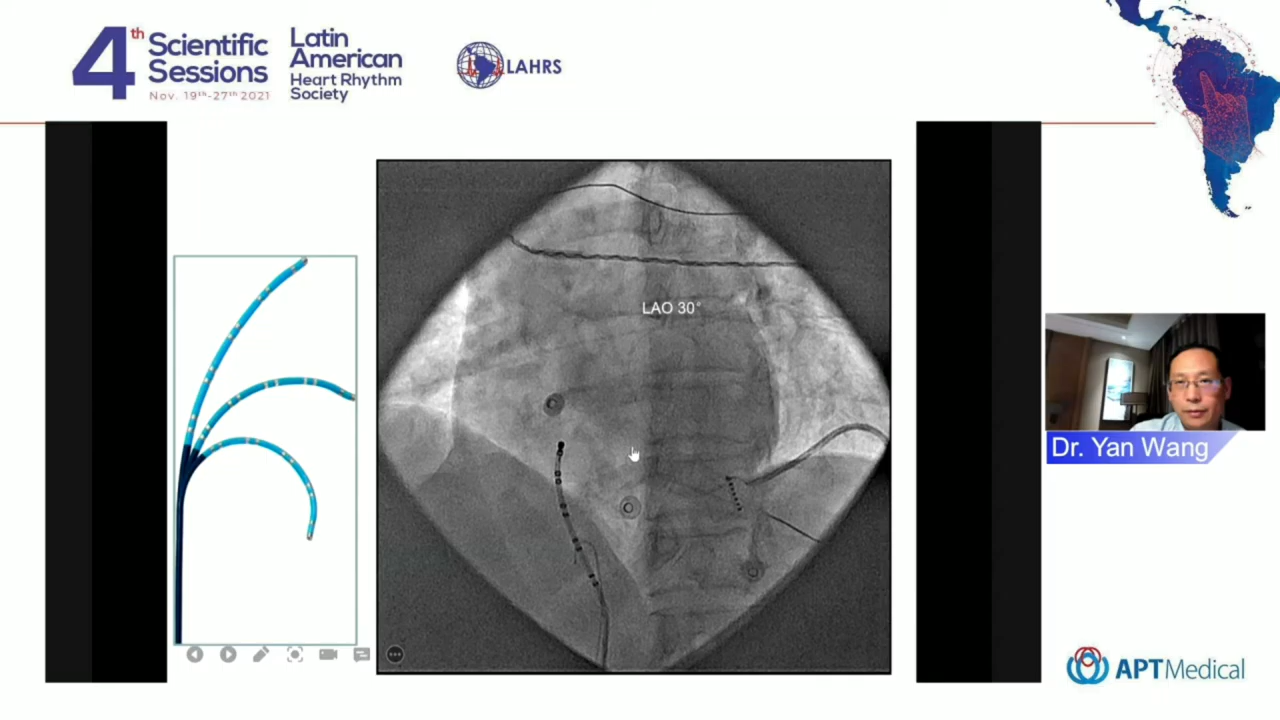 4th
Scientific
Sessions
Nov. 19th-27th 2021
Latin
American
Heart Rhythm
Society
LAHRS
LAO 30°
Dr. Yan Wang
APTMedical